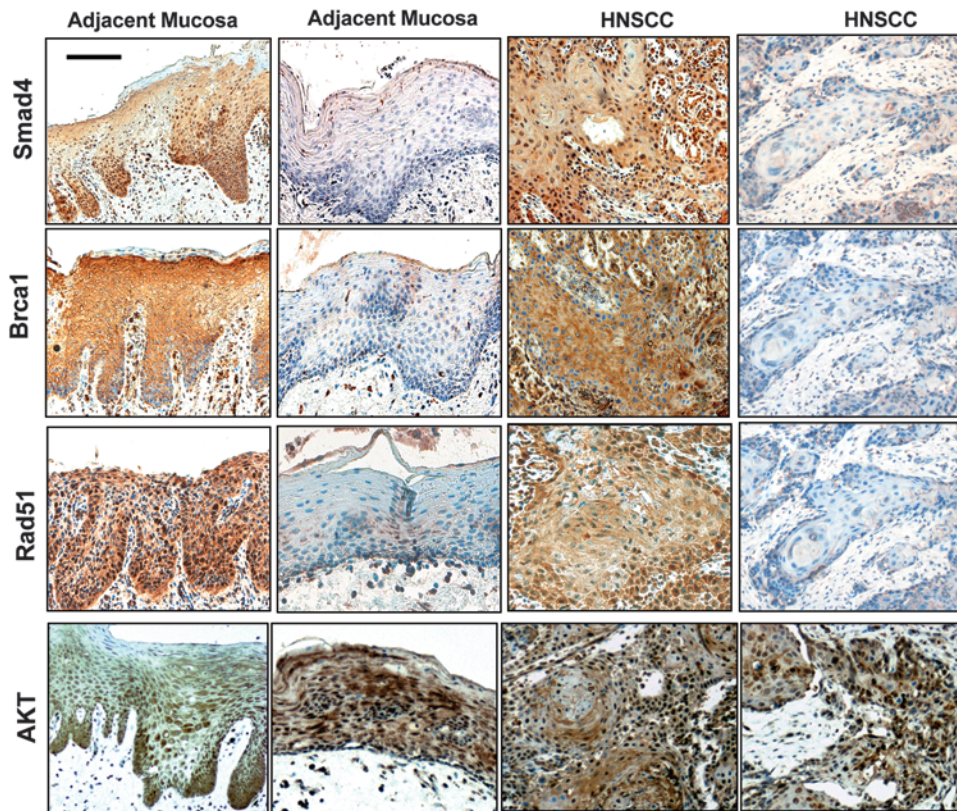 Adjacent Mucosa Adjacent Mucosa HNSCC HNSCC
Smad4
Brca1
Rad51
AKT